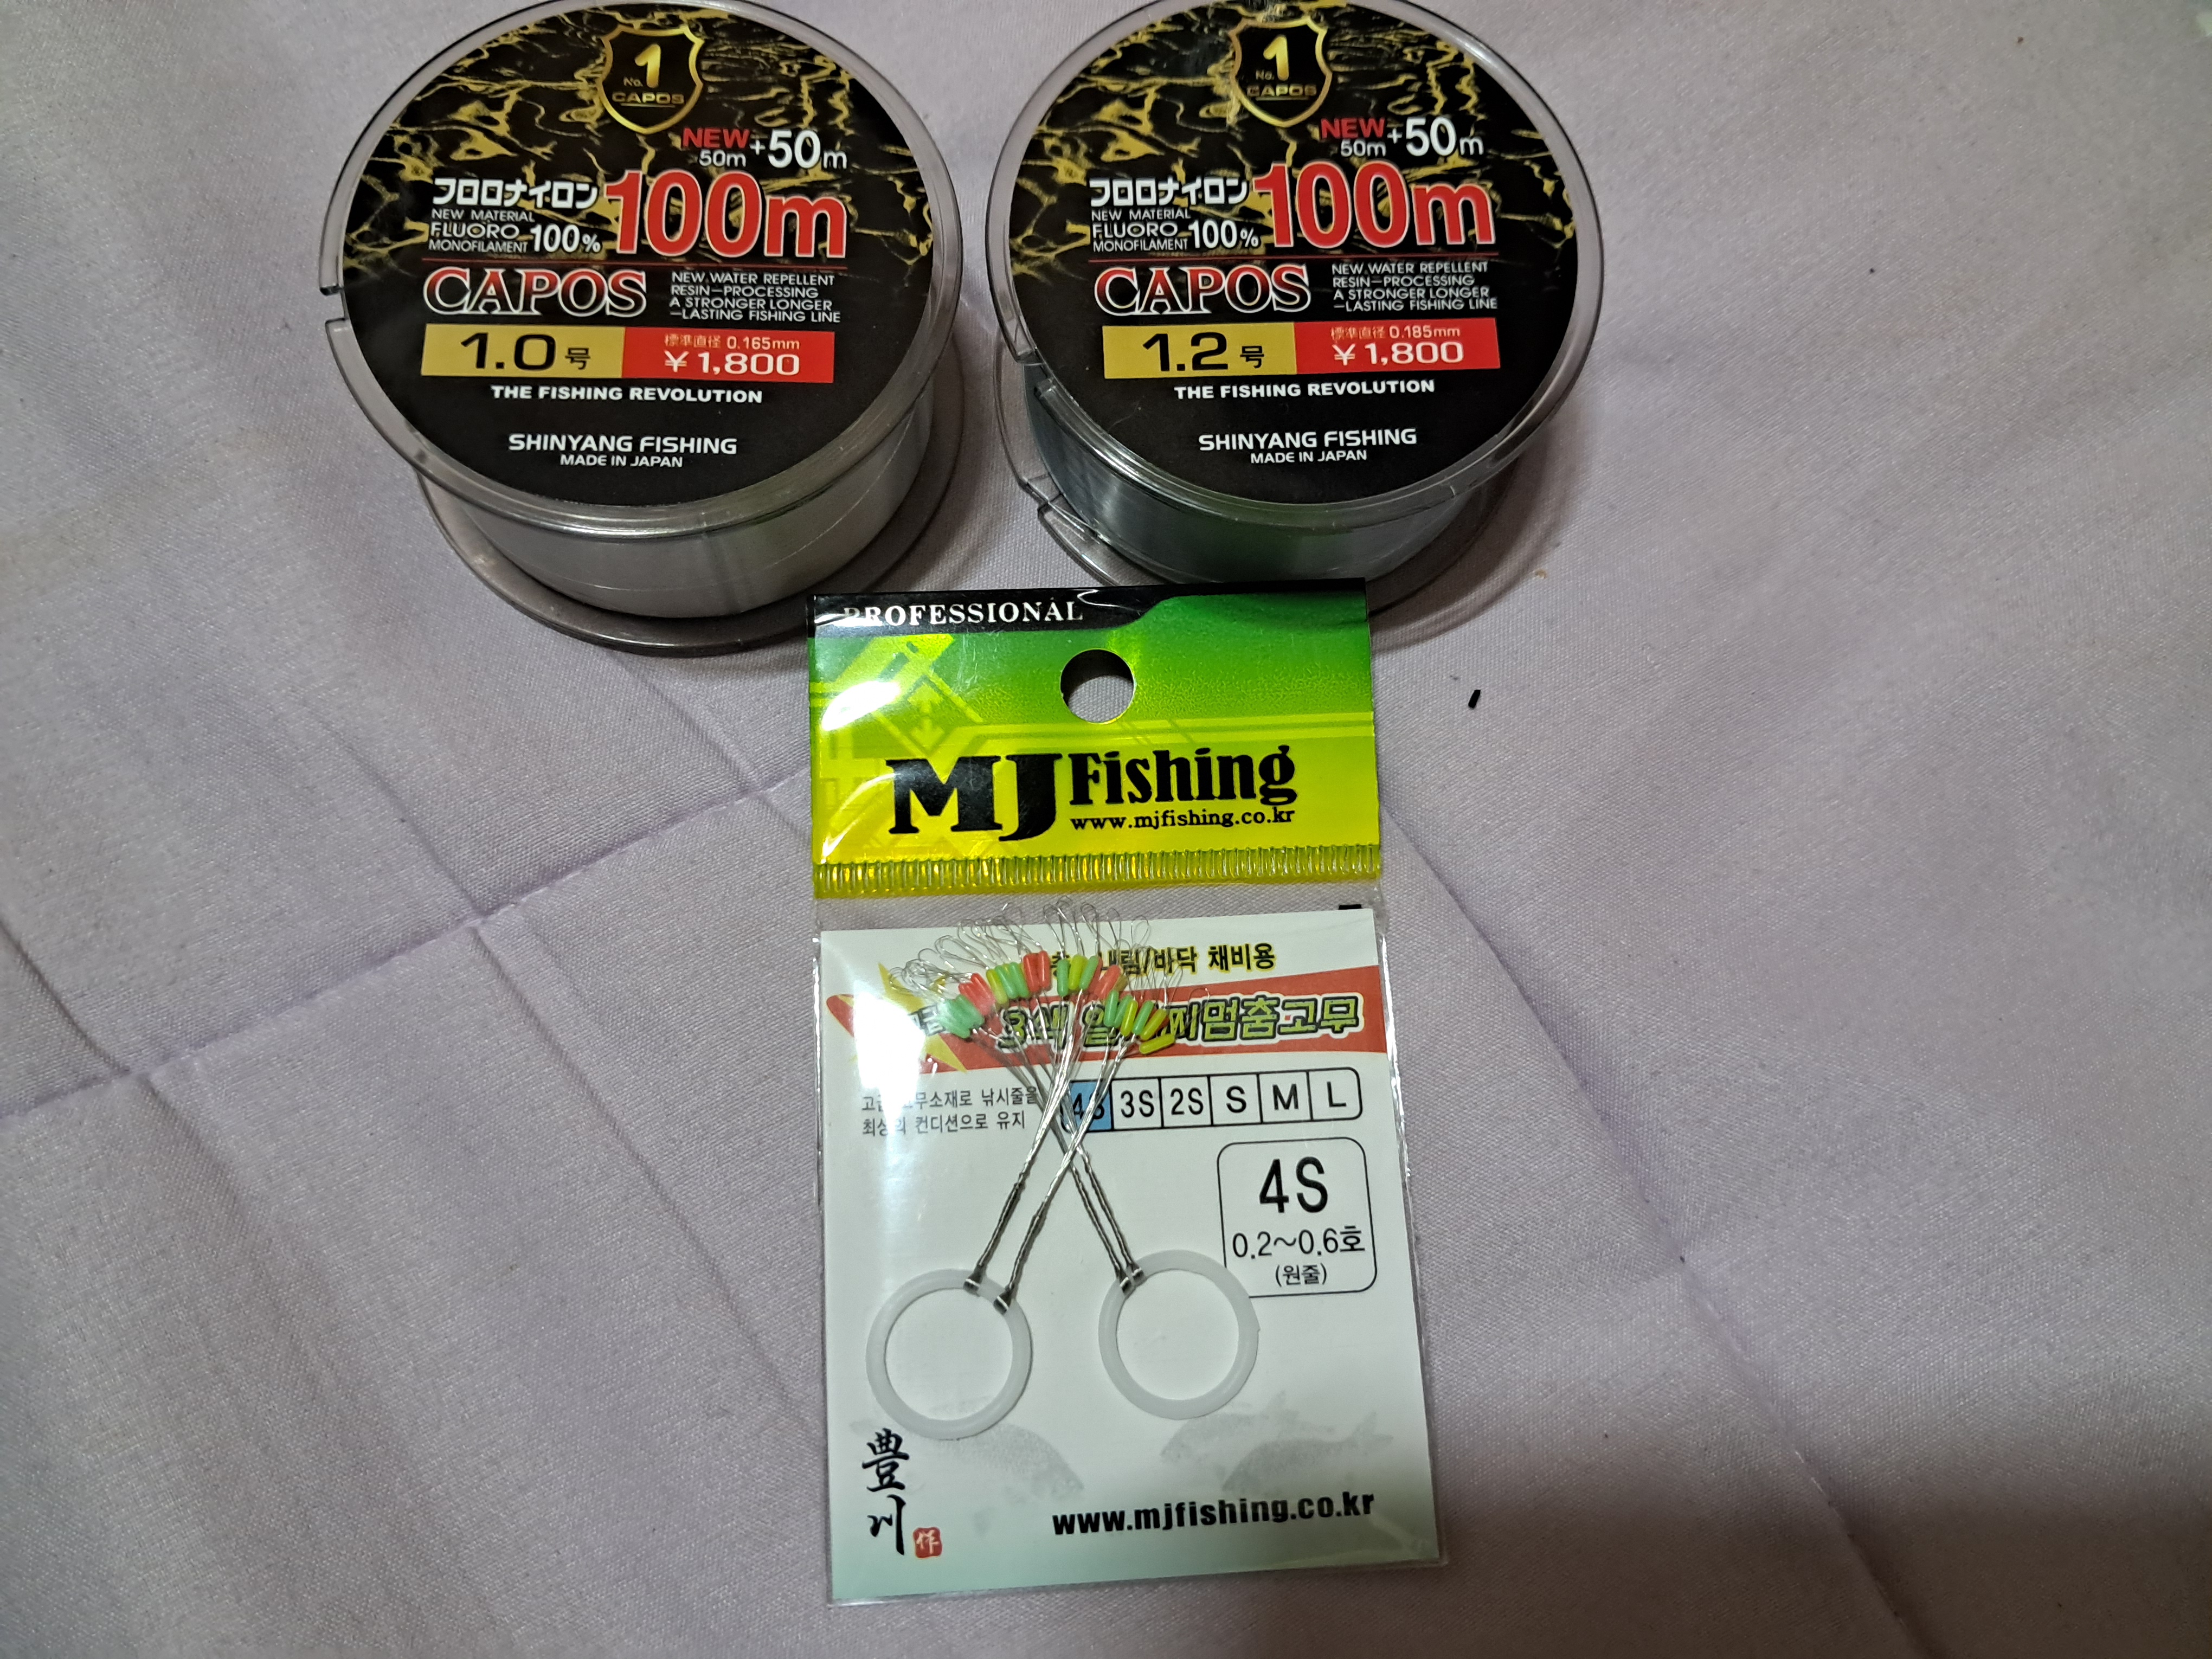 No. 1
CAPOS
NEW
50m+50m
フロロナイロン
NEW MATERIAL
FLUORO
MONOFILAMENT 100%
100m
CAPOS
NEW.WATER REPELLENT
RESIN-PROCESSING
A STRONGER LONGER
-LASTING FISHING LINE
1.0号
標準直径 0.165mm
¥1,800
THE FISHING REVOLUTION
SHINYANG FISHING
MADE IN JAPAN
No. 1
CAPOS
NEW
50m+50m
フロロナイロン
NEW MATERIAL
FLUORO
MONOFILAMENT 100%
100m
CAPOS
NEW.WATER REPELLENT
RESIN-PROCESSING
A STRONGER LONGER
-LASTING FISHING LINE
1.2号
標準直径 0.185mm
¥1,800
THE FISHING REVOLUTION
SHINYANG FISHING
MADE IN JAPAN
PROFESSIONAL
MJ Fishing
www.mjfishing.co.kr
/바닥 채비용
멈춤고무
낚시줄을
컨디션으로 유지
4S 3S 2S S M L
4S
0.2~0.6호
(원줄)
豊川
作
www.mjfishing.co.kr